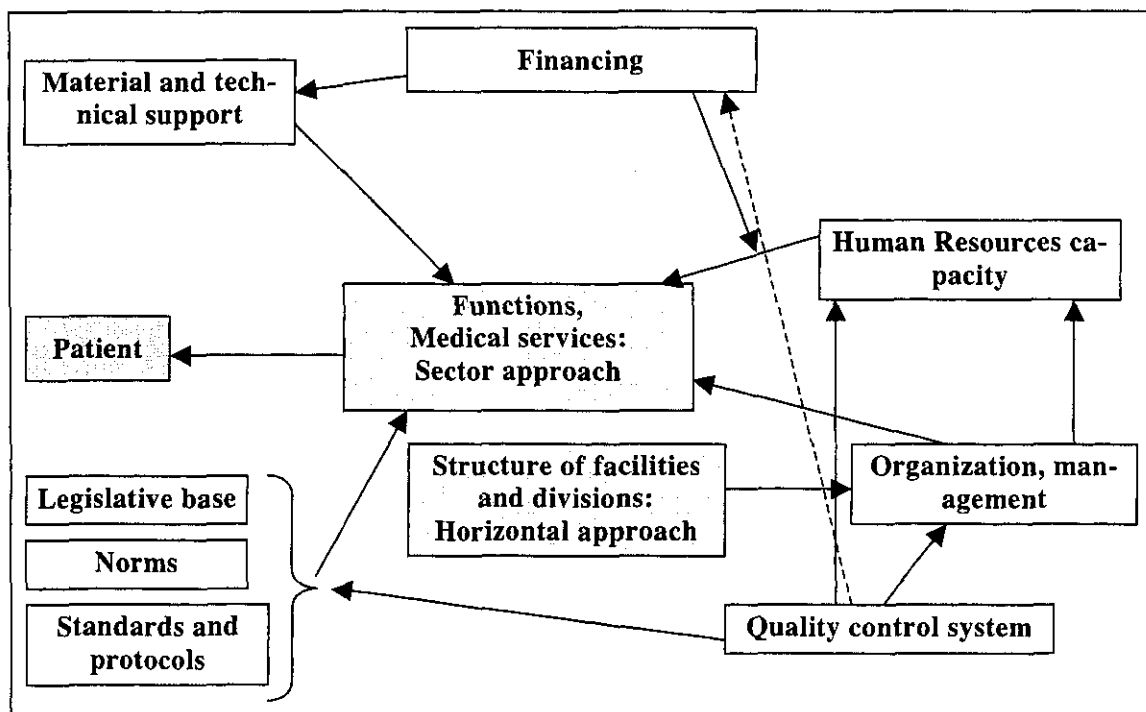 Financing
Material and tech-
nical support
Human Resources ca-
pacity
Functions,
Medical services:
Sector approach
Patient
Structure of facilities
and divisions:
Horizontal approach
Organization, man-
agement
Legislative base
Norms
Standards and
protocols
Quality control system